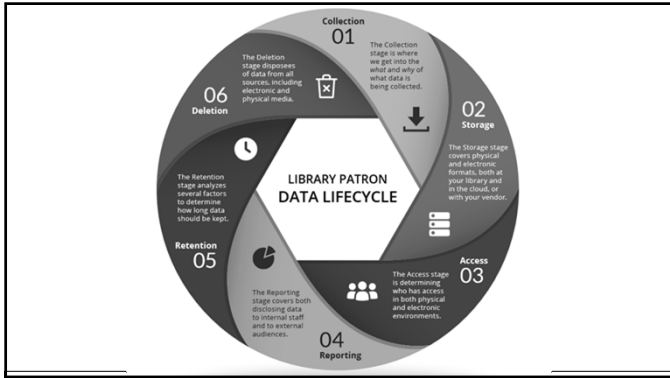 Collection
01
The Collection
stage is where
we get into the
what and why of
what data is
being collected.
02
Storage
The Storage stage
covers physical
and electronic
formats, both at
your library and
in the cloud, or
with your vendor.
Access
03
The Access stage
is determining
who has access
in both physical
and electronic
environments.
04
Reporting
The Reporting
stage covers both
disclosing data
to internal staff
and to external
audiences.
Retention
05
The Retention
stage analyzes
several factors
to determine
how long data
should be kept.
06
Deletion
The Deletion
stage disposees
of data from all
sources, including
electronic and
physical media.
LIBRARY PATRON
DATA LIFECYCLE